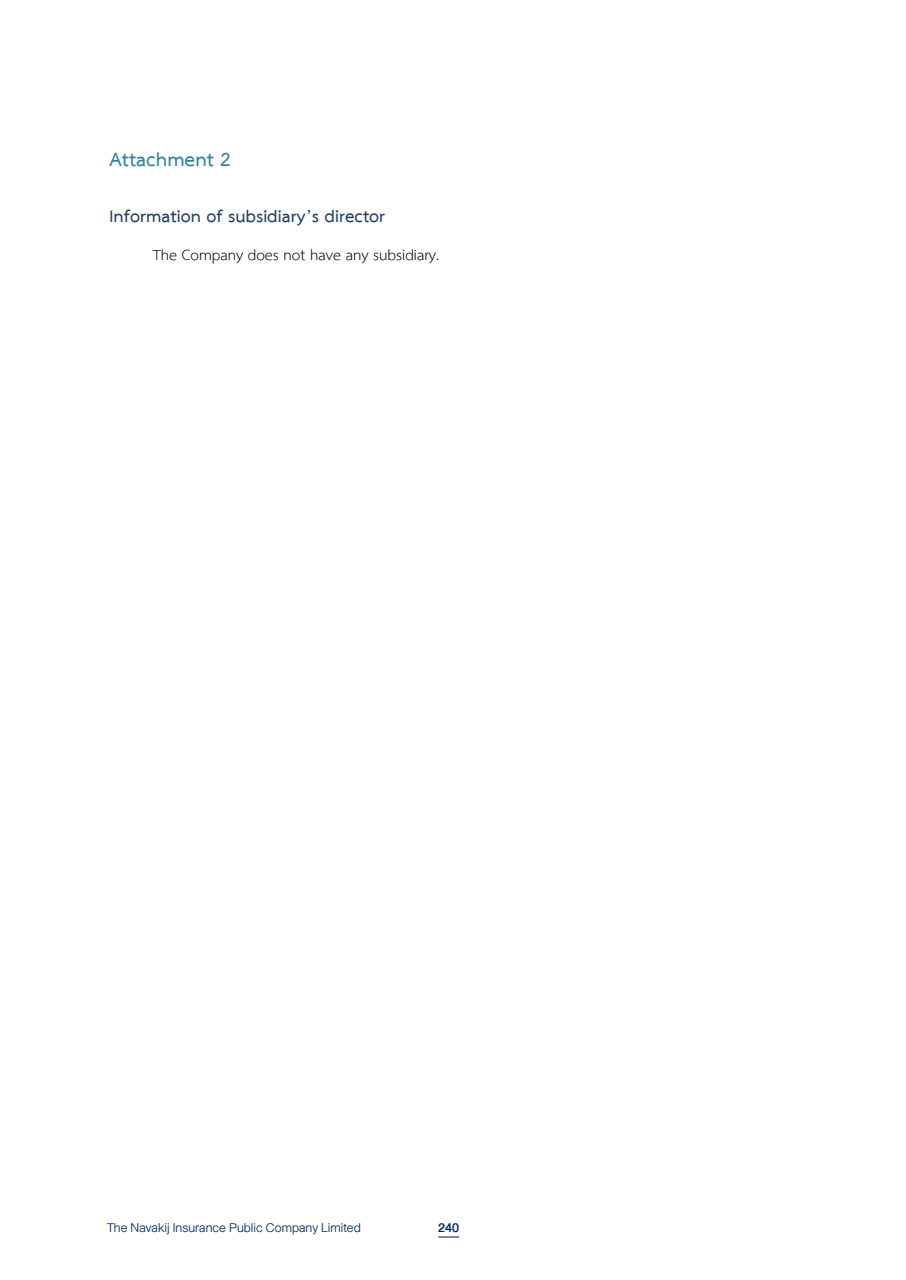 Attachment 2
Information of subsidiary’s director
The Company does not have any subsidiary.
The Navakij Insurance Public Company Limited 240